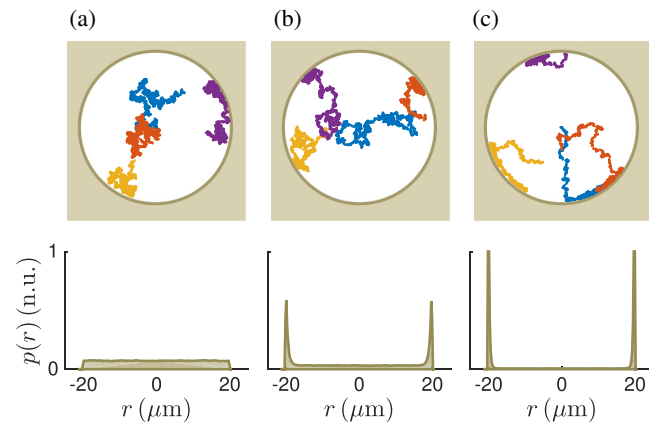 (a) (b) (c)
1
0
p(r) (n.u.)
-20 0 20 -20 0 20 -20 0 20
r (μm) r (μm) r (μm)